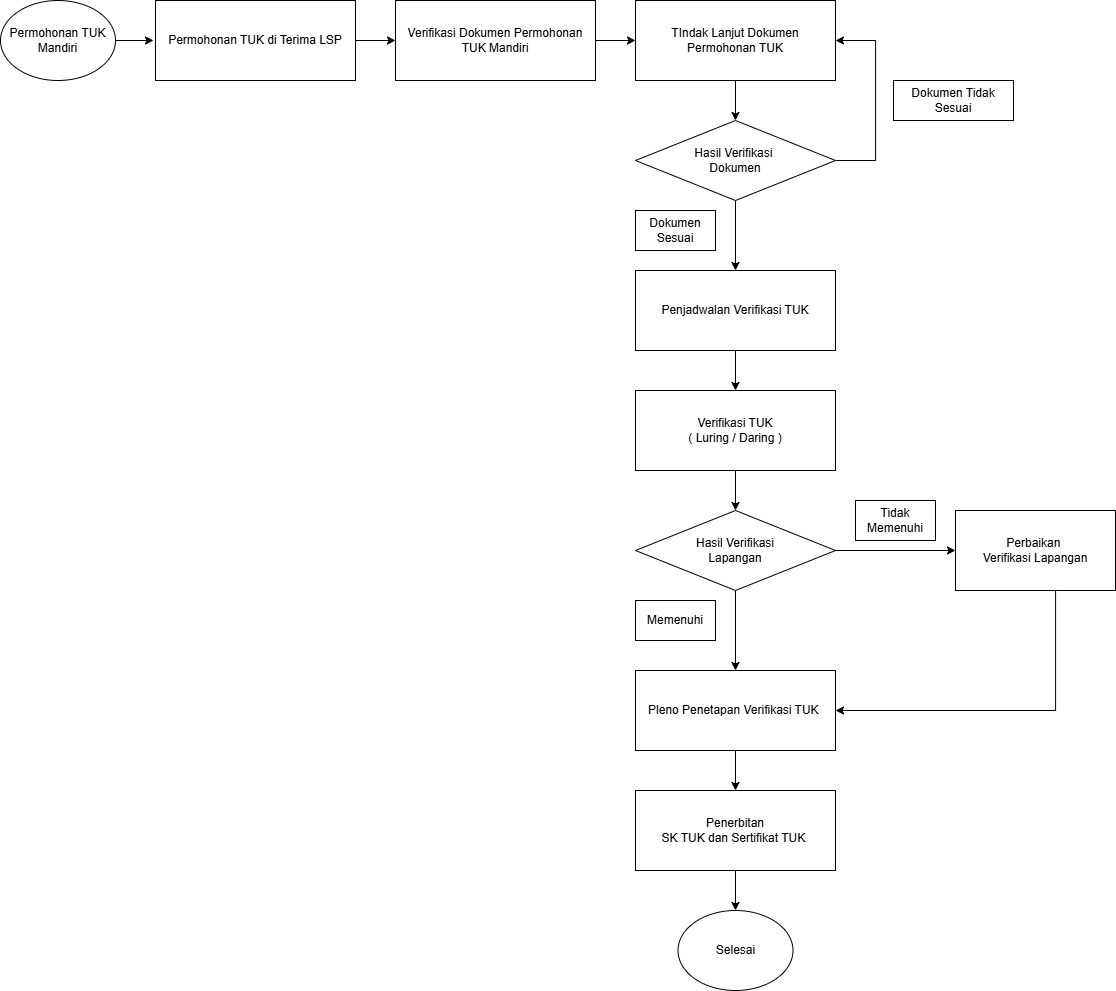 Permohonan TUK
Mandiri
Permohonan TUK di Terima LSP
Verifikasi Dokumen Permohonan
TUK Mandiri
TIndak Lanjut Dokumen
Permohonan TUK
Dokumen Tidak
Sesuai
Hasil Verifikasi
Dokumen
Dokumen
Sesuai
Penjadwalan Verifikasi TUK
Verifikasi TUK
( Luring / Daring )
Hasil Verifikasi
Lapangan
Tidak
Memenuhi
Perbaikan
Verifikasi Lapangan
Memenuhi
Pleno Penetapan Verifikasi TUK
Penerbitan
SK TUK dan Sertifikat TUK
Selesai